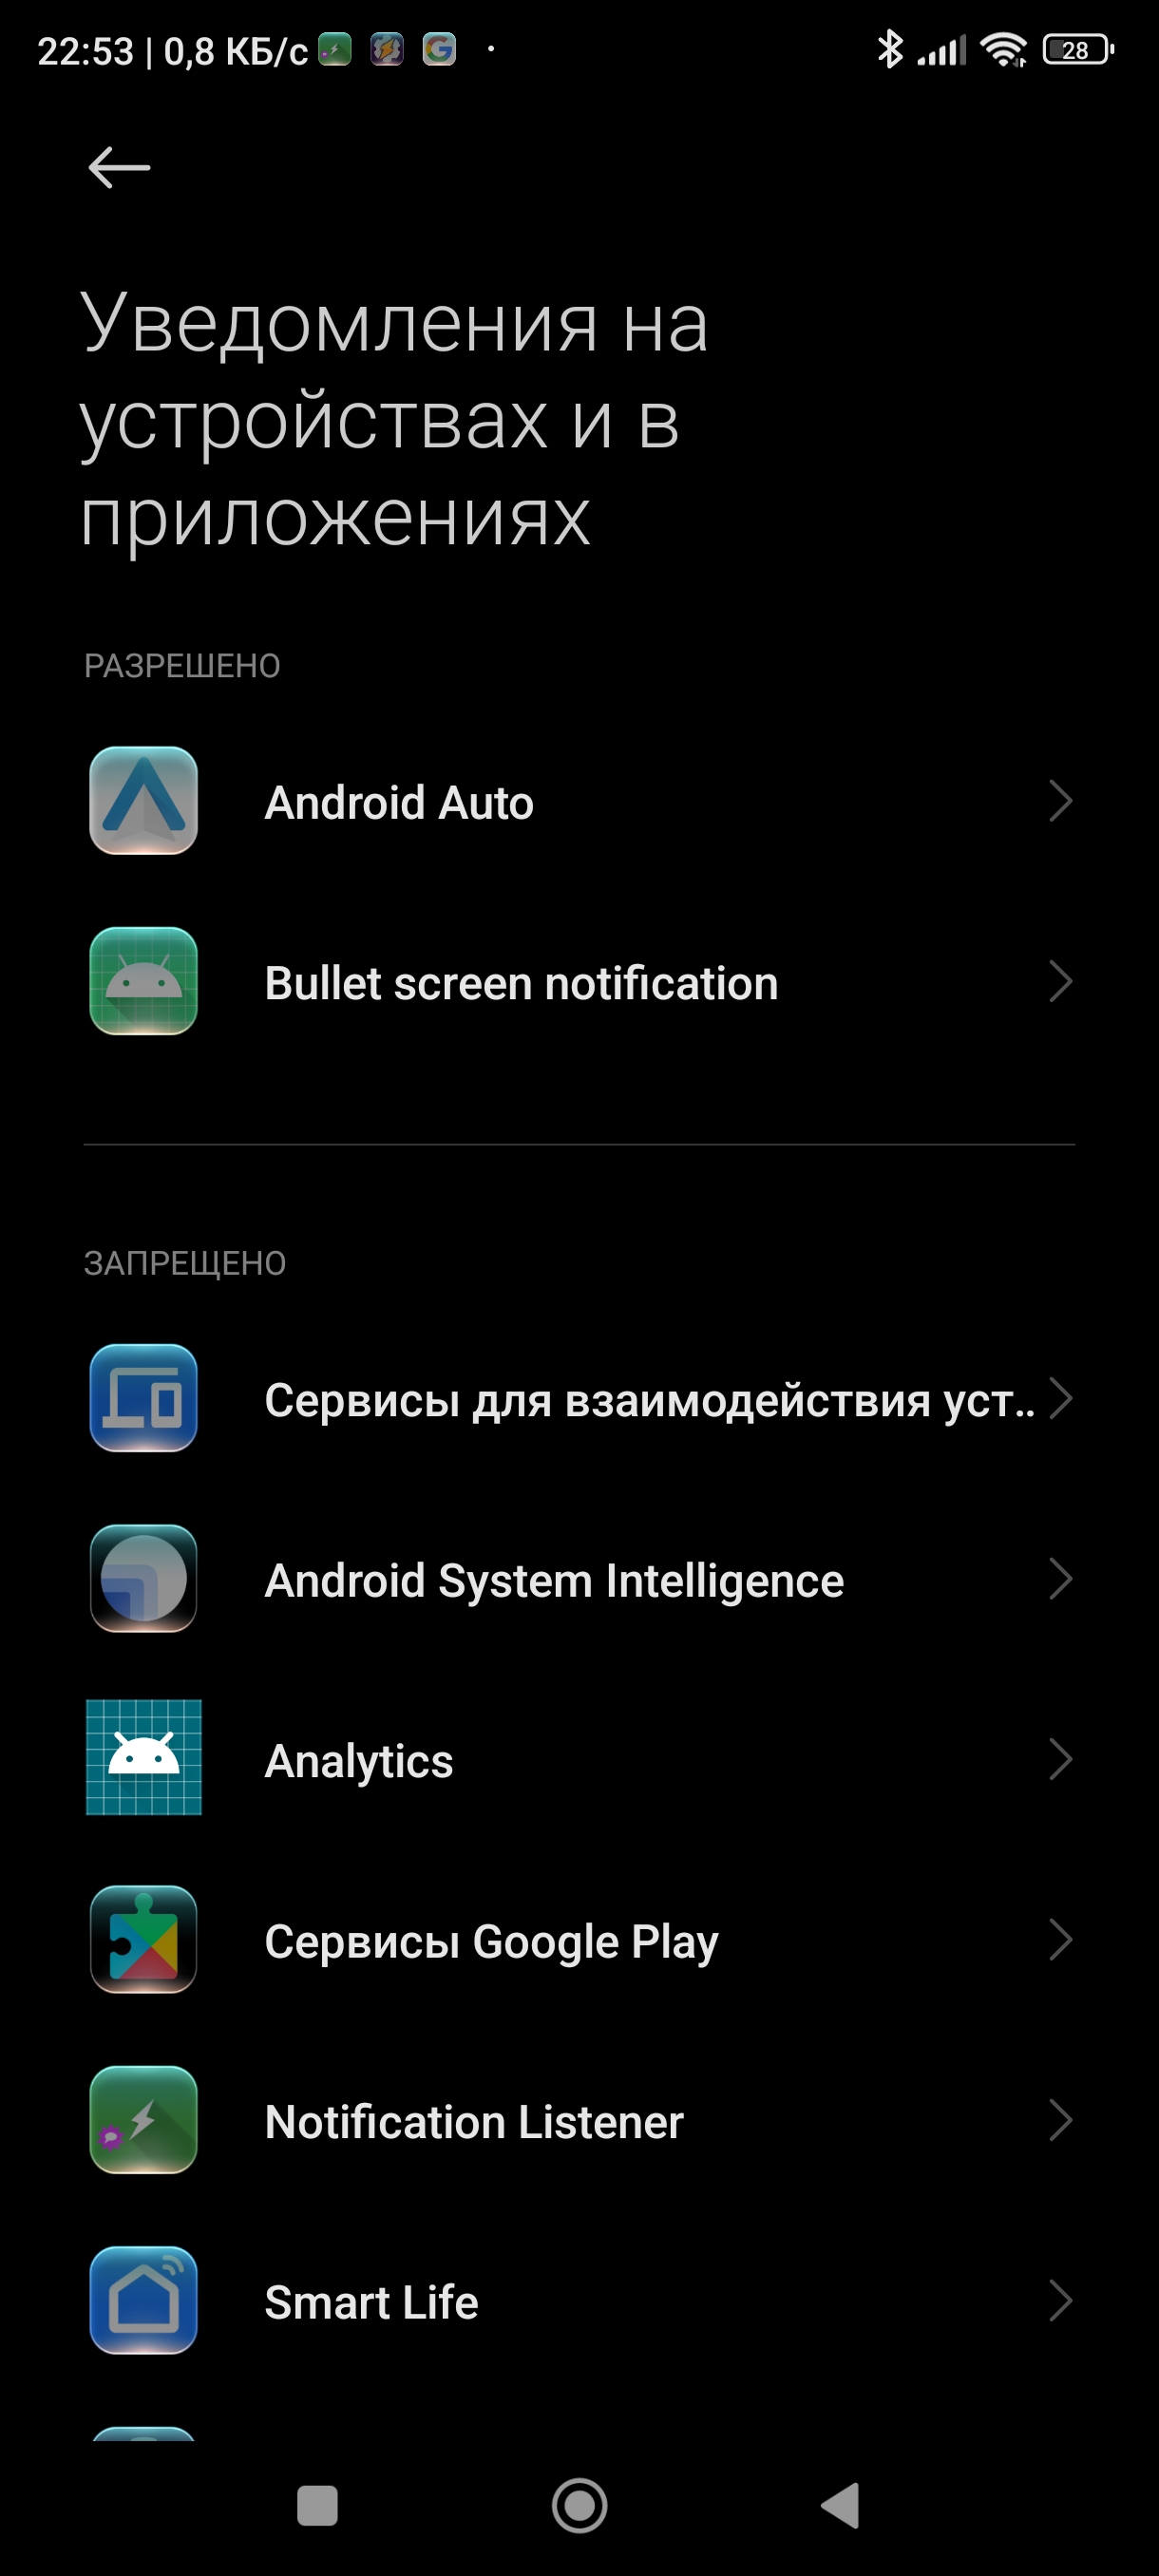 22:53 | 0,8 КБ/с
28
Уведомления на
устройствах и в
приложениях
РАЗРЕШЕНО
Android Auto
Bullet screen notification
ЗАПРЕЩЕНО
Сервисы для взаимодействия уст..
Android System Intelligence
Analytics
Сервисы Google Play
Notification Listener
Smart Life